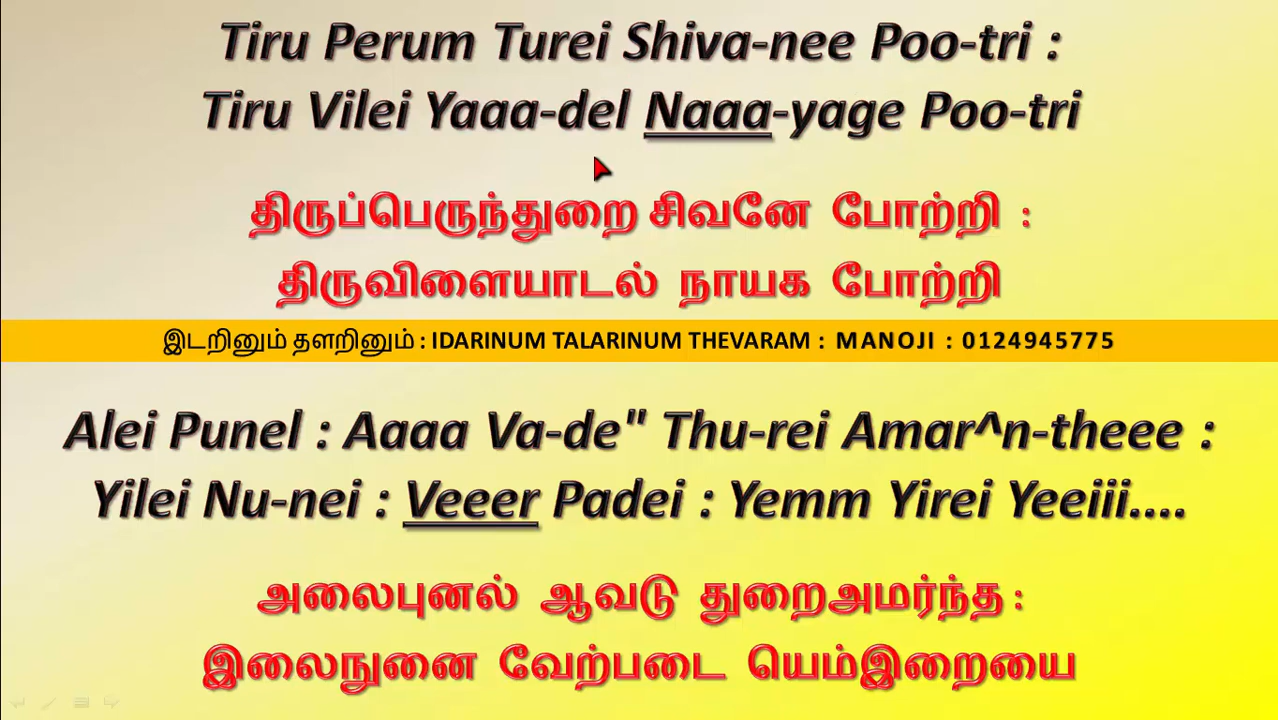 Tiru Perum Turei Shiva-nee Poo-tri :
Tiru Vilei Yaaa-del Naaa-yage Poo-tri
திருப்பெருந்துறை சிவனே போற்றி :
திருவிளையாடல் நாயக போற்றி
இடறினும் தளறினும் : IDARINUM TALARINUM THEVARAM : MANOJI : 0124945775
Alei Punel : Aaaa Va-de" Thu-rei Amar^n-theee :
Yilei Nu-nei : Veeer Padei : Yemm Yirei Yeeiii....
அலைபுனல் ஆவடு துறைஅமர்ந்த :
இலைநுனை வேற்படை யெம்இறையை